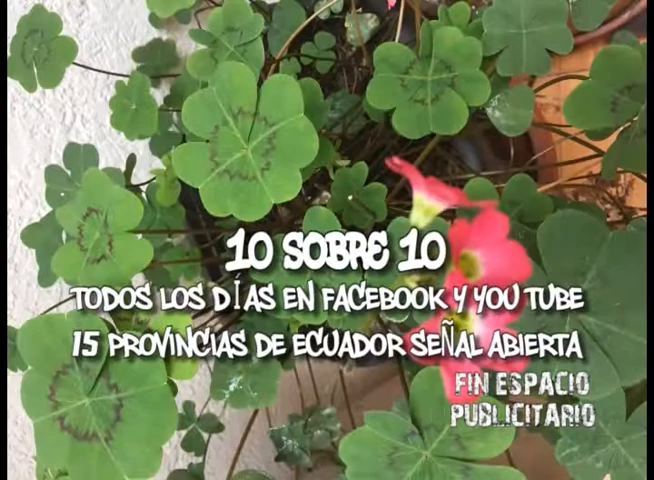 10 SOBRE 10
TODOS LOS DÍAS EN FACEBOOK Y YOU TUBE
15 PROVINCIAS DE ECUADOR SEÑAL ABIERTA
FIN ESPACIO
PUBLICITARIO